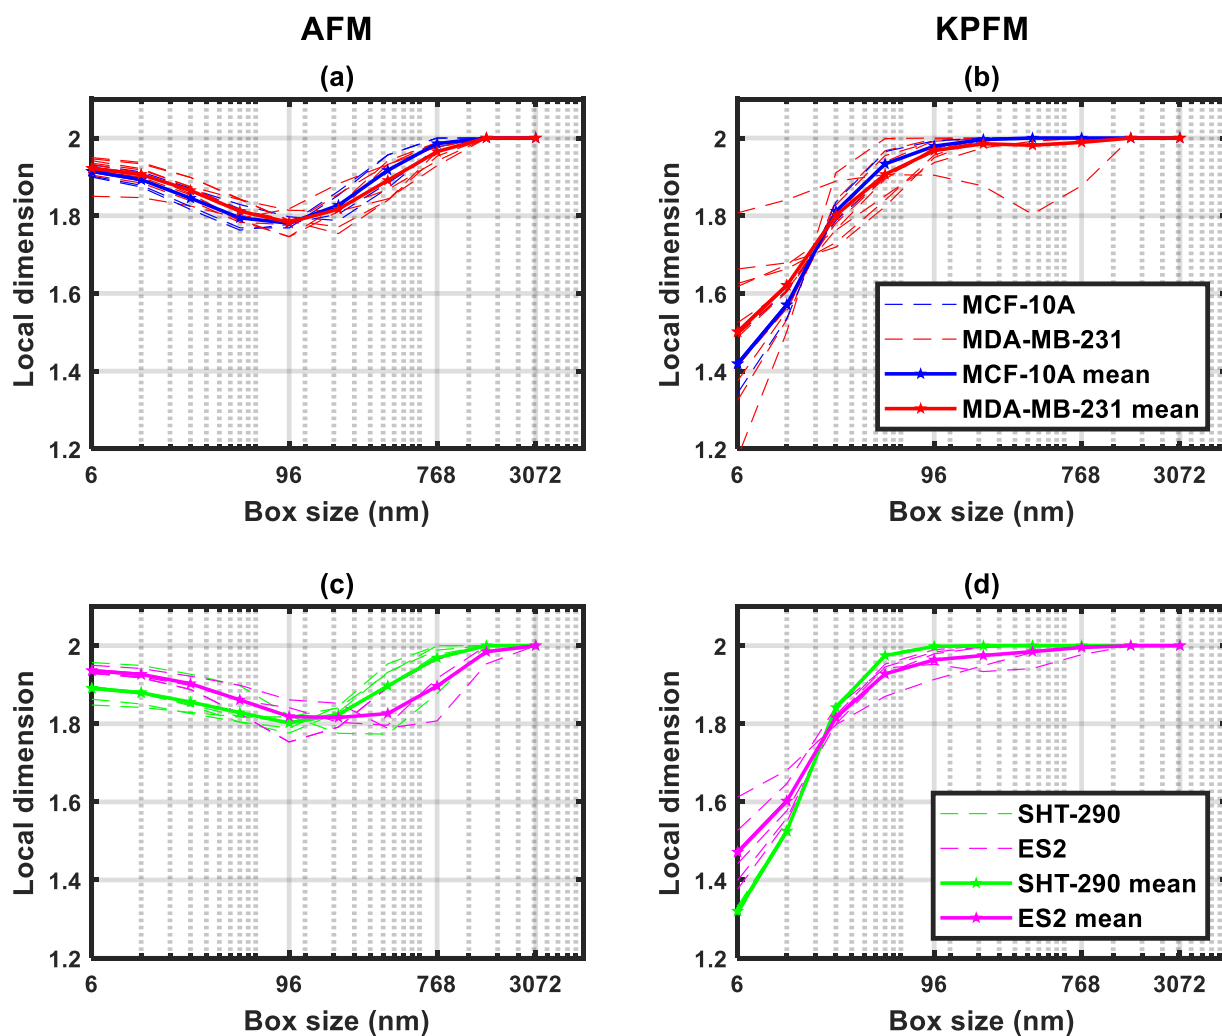 AFM
KPFM
(a)
Local dimension
2
1.8
1.6
1.4
1.2
6
96
768
3072
Box size (nm)
(b)
Local dimension
2
1.8
1.6
1.4
1.2
6
96
768
3072
Box size (nm)
MCF-10A
MDA-MB-231
MCF-10A mean
MDA-MB-231 mean
(c)
Local dimension
2
1.8
1.6
1.4
1.2
6
96
768
3072
Box size (nm)
(d)
Local dimension
2
1.8
1.6
1.4
1.2
6
96
768
3072
Box size (nm)
SHT-290
ES2
SHT-290 mean
ES2 mean